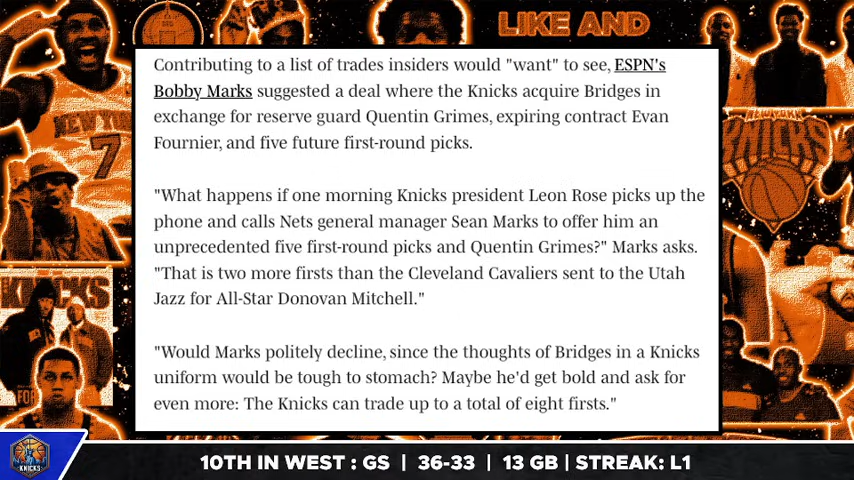 LIKE AND
Contributing to a list of trades insiders would "want" to see, ESPN's
Bobby Marks suggested a deal where the Knicks acquire Bridges in
exchange for reserve guard Quentin Grimes, expiring contract Evan
Fournier, and five future first-round picks.
"What happens if one morning Knicks president Leon Rose picks up the
phone and calls Nets general manager Sean Marks to offer him an
unprecedented five first-round picks and Quentin Grimes?" Marks asks.
"That is two more firsts than the Cleveland Cavaliers sent to the Utah
Jazz for All-Star Donovan Mitchell."
"Would Marks politely decline, since the thoughts of Bridges in a Knicks
uniform would be tough to stomach? Maybe he'd get bold and ask for
even more: The Knicks can trade up to a total of eight firsts."
7
KNICKS
KNICKS
KNICKS
10TH IN WEST : GS | 36-33 | 13 GB | STREAK: L1